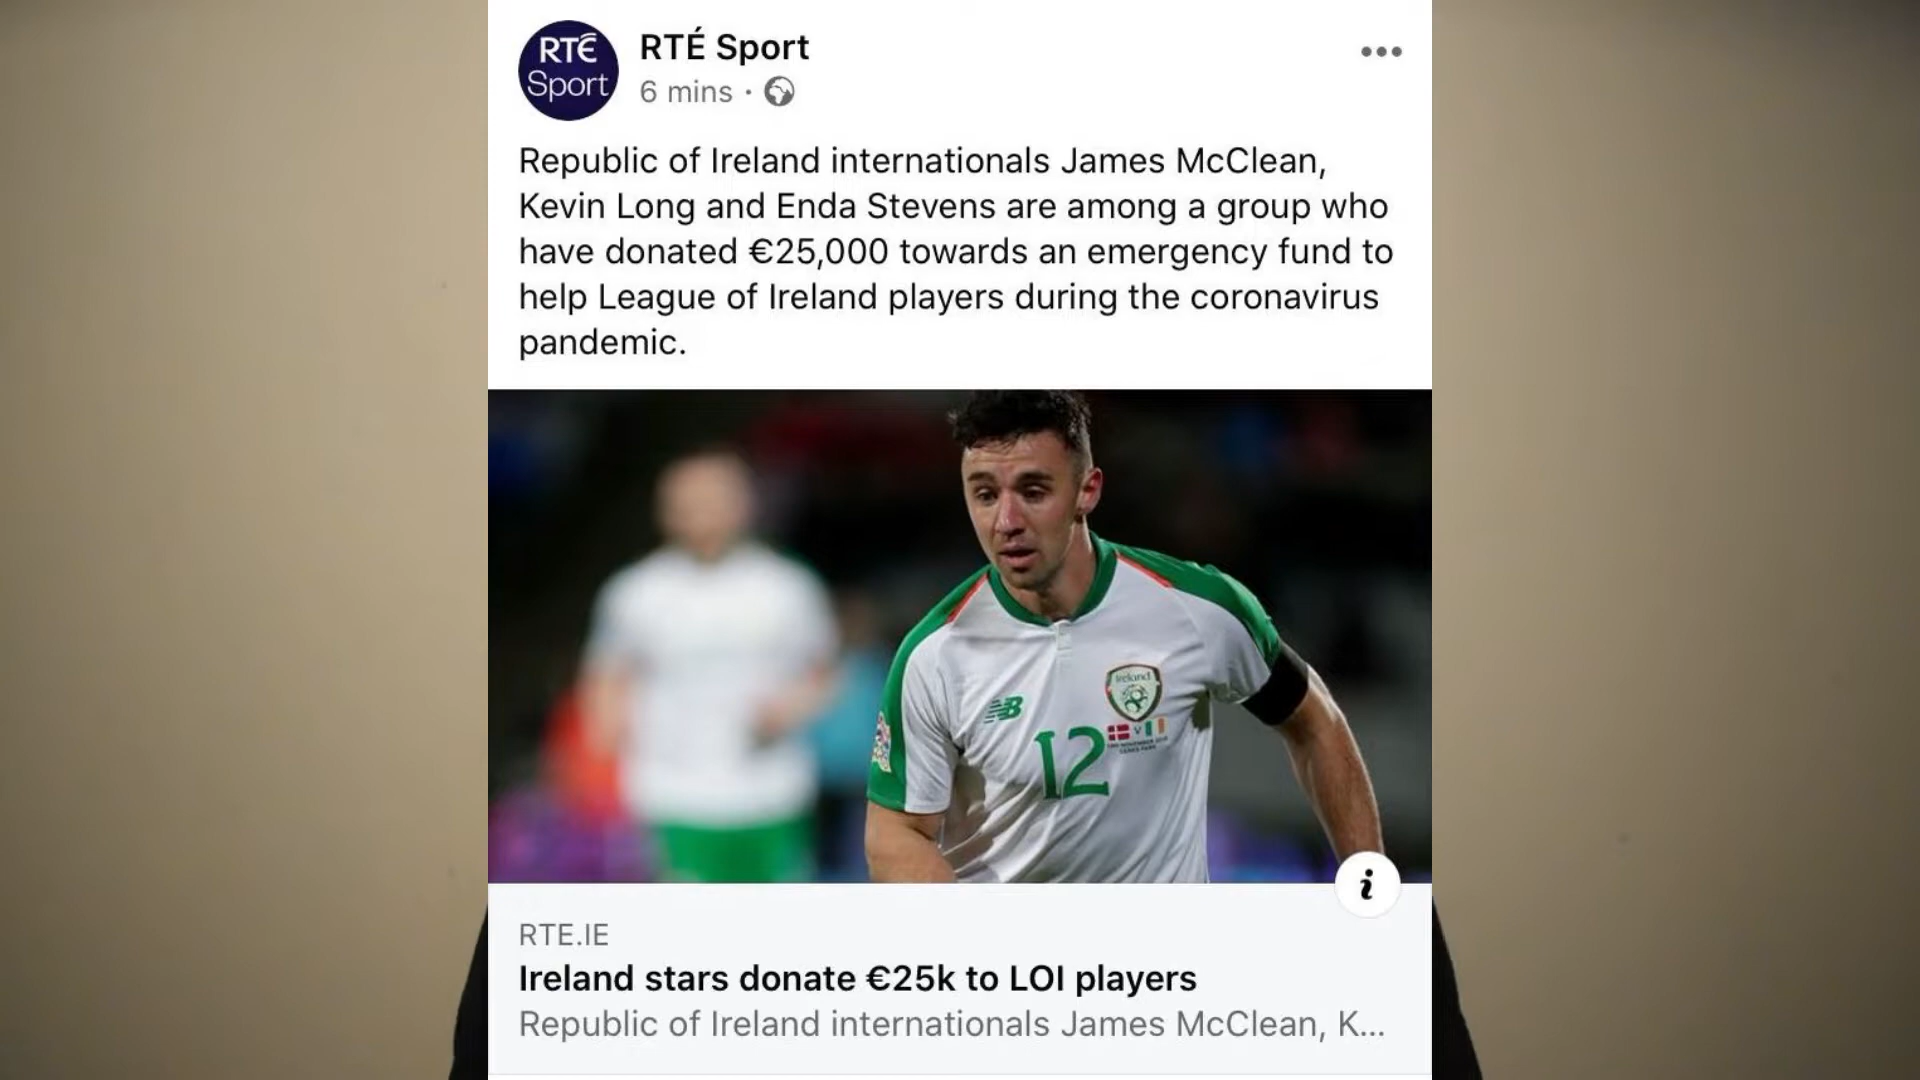 RTÉ
Sport
RTÉ Sport
6 mins ·
Republic of Ireland internationals James McClean,
Kevin Long and Enda Stevens are among a group who
have donated €25,000 towards an emergency fund to
help League of Ireland players during the coronavirus
pandemic.
Ireland
NB
V
12
i
RTE.IE
Ireland stars donate €25k to LOI players
Republic of Ireland internationals James McClean, K...